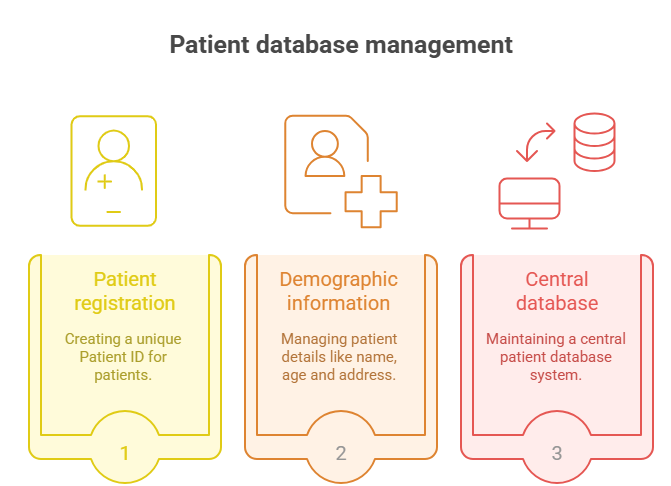 Patient database management
Patient
registration
Creating a unique
Patient ID for
patients.
1
Demographic
information
Managing patient
details like name,
age and address.
2
Central
database
Maintaining a central
patient database
system.
3